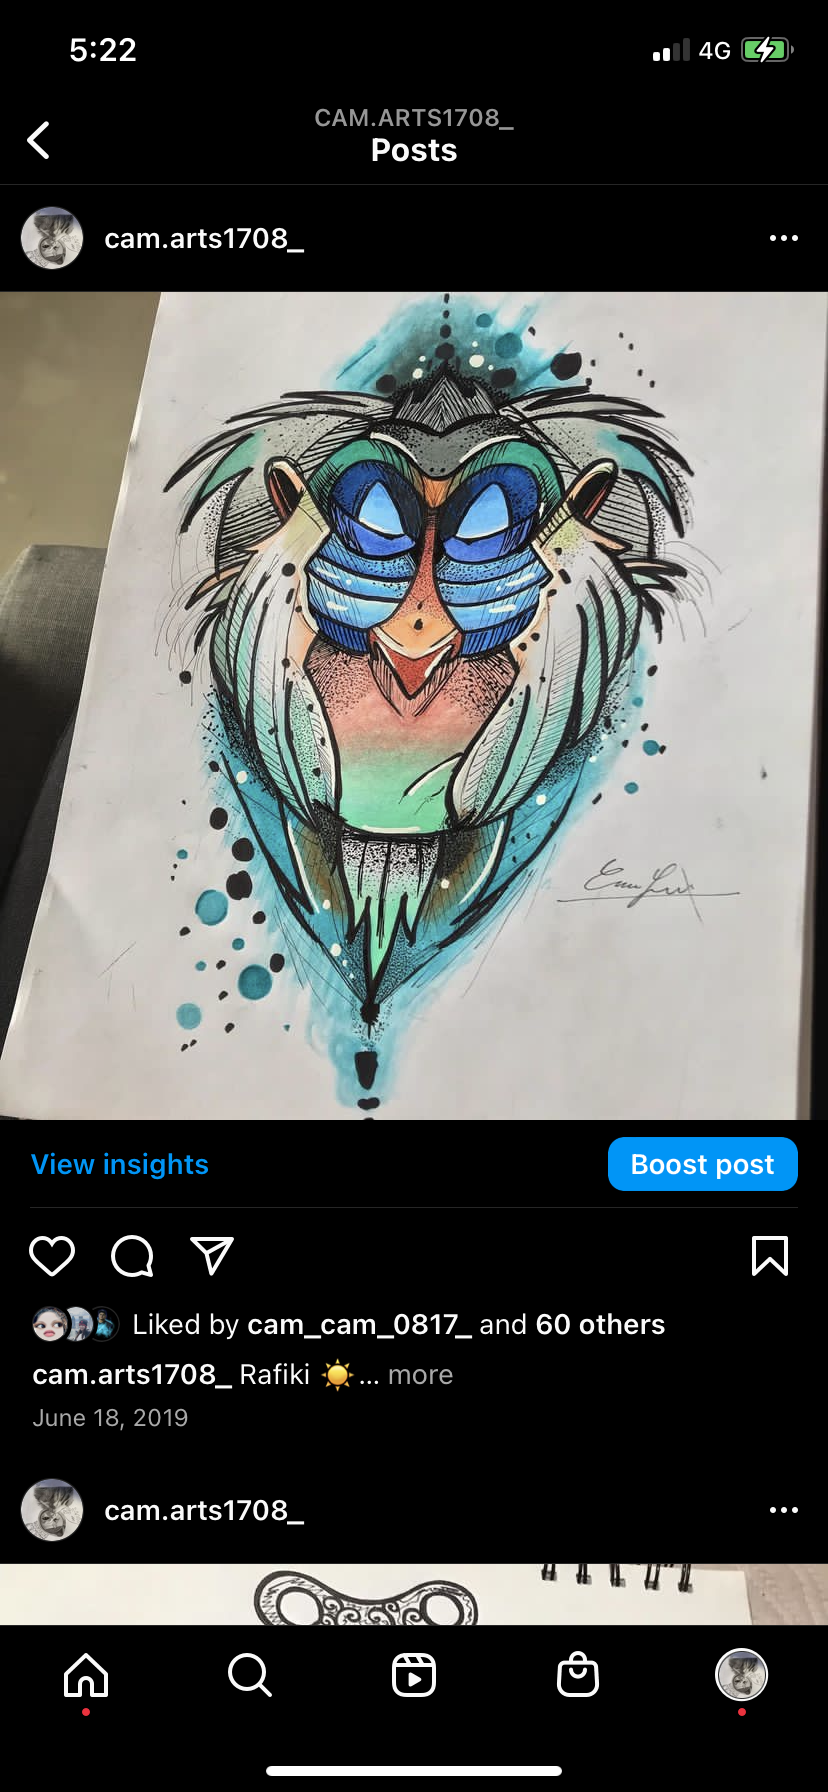 5:22
4G
CAM.ARTS1708_
Posts
cam.arts1708_
View insights
Boost post
Liked by cam_cam_0817_ and 60 others
cam.arts1708_ Rafiki ☀️... more
June 18, 2019
cam.arts1708_